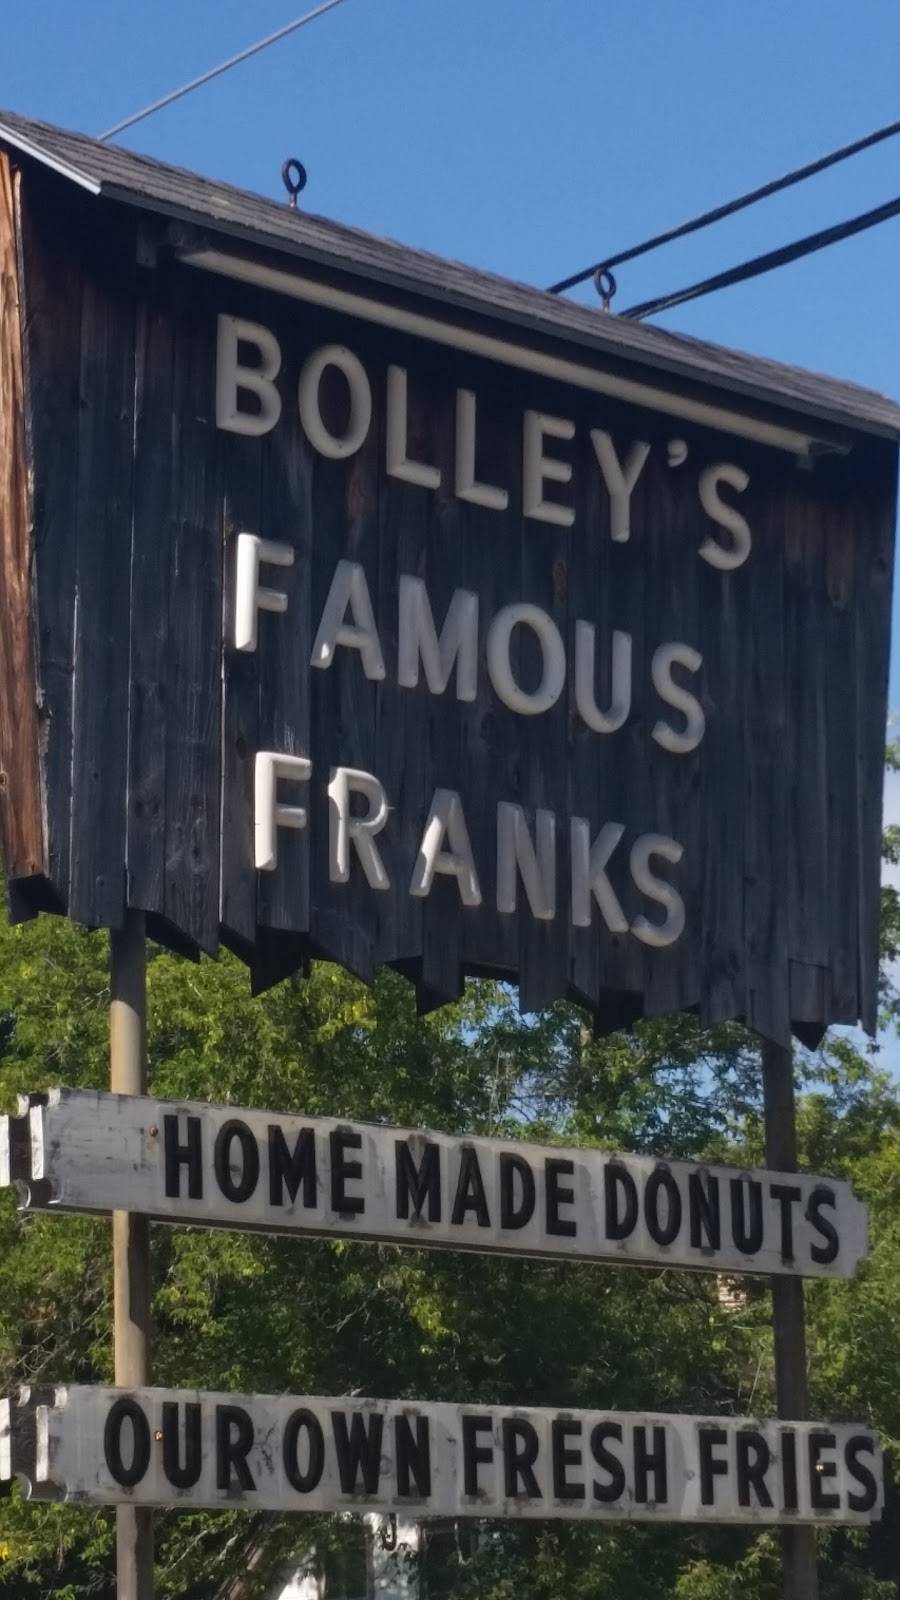 BOLLEY'S
FAMOUS
FRANKS
HOME MADE DONUTS
OUR OWN FRESH FRIES